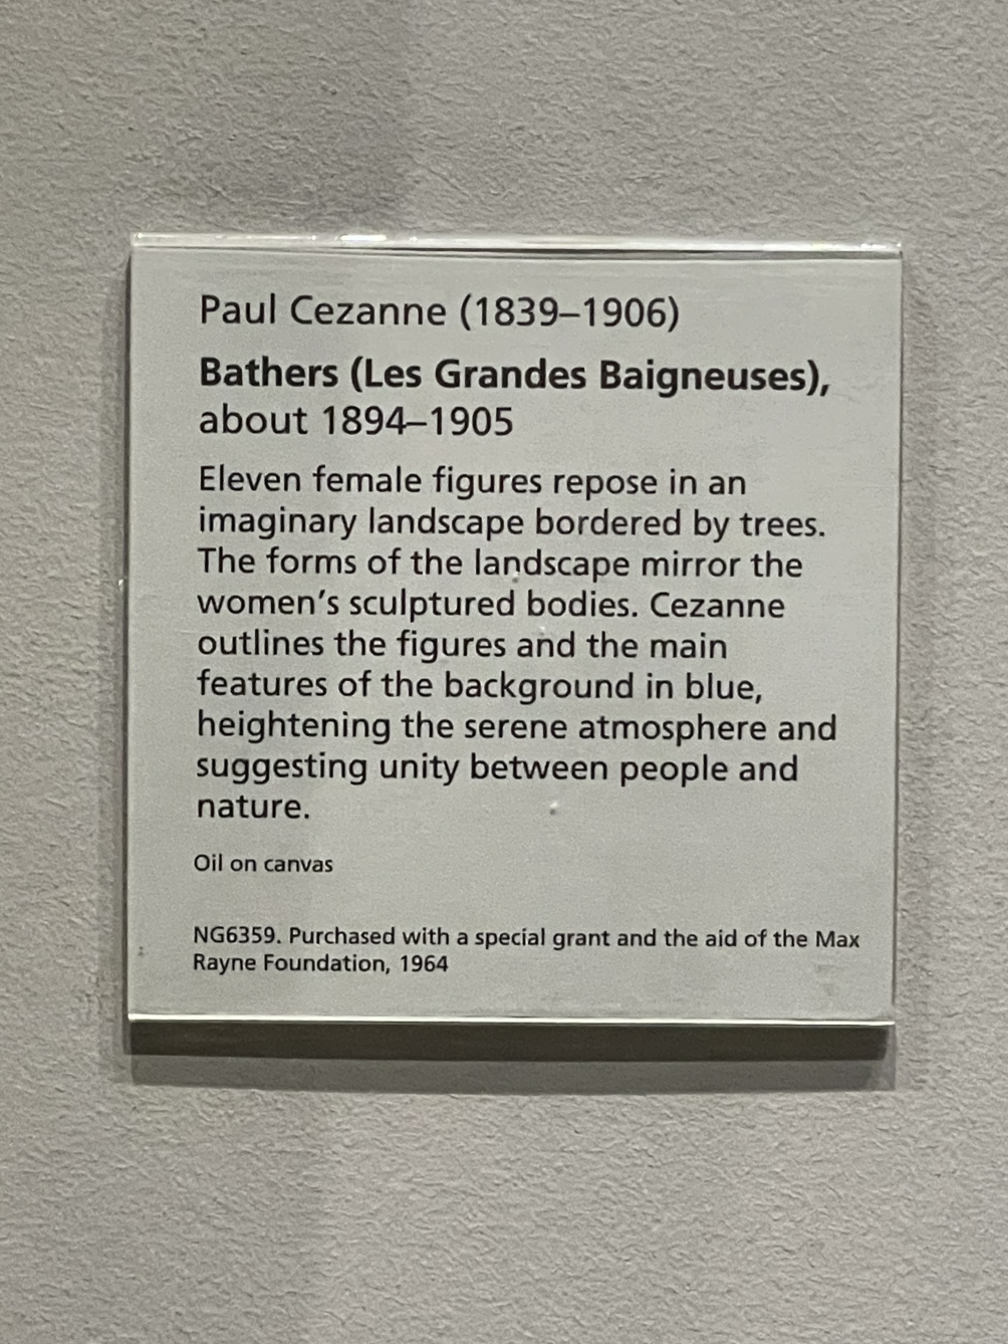 Paul Cezanne (1839–1906)
Bathers (Les Grandes Baigneuses),
about 1894–1905
Eleven female figures repose in an
imaginary landscape bordered by trees.
The forms of the landscape mirror the
women's sculptured bodies. Cezanne
outlines the figures and the main
features of the background in blue,
heightening the serene atmosphere and
suggesting unity between people and
nature.
Oil on canvas
NG6359. Purchased with a special grant and the aid of the Max
Rayne Foundation, 1964